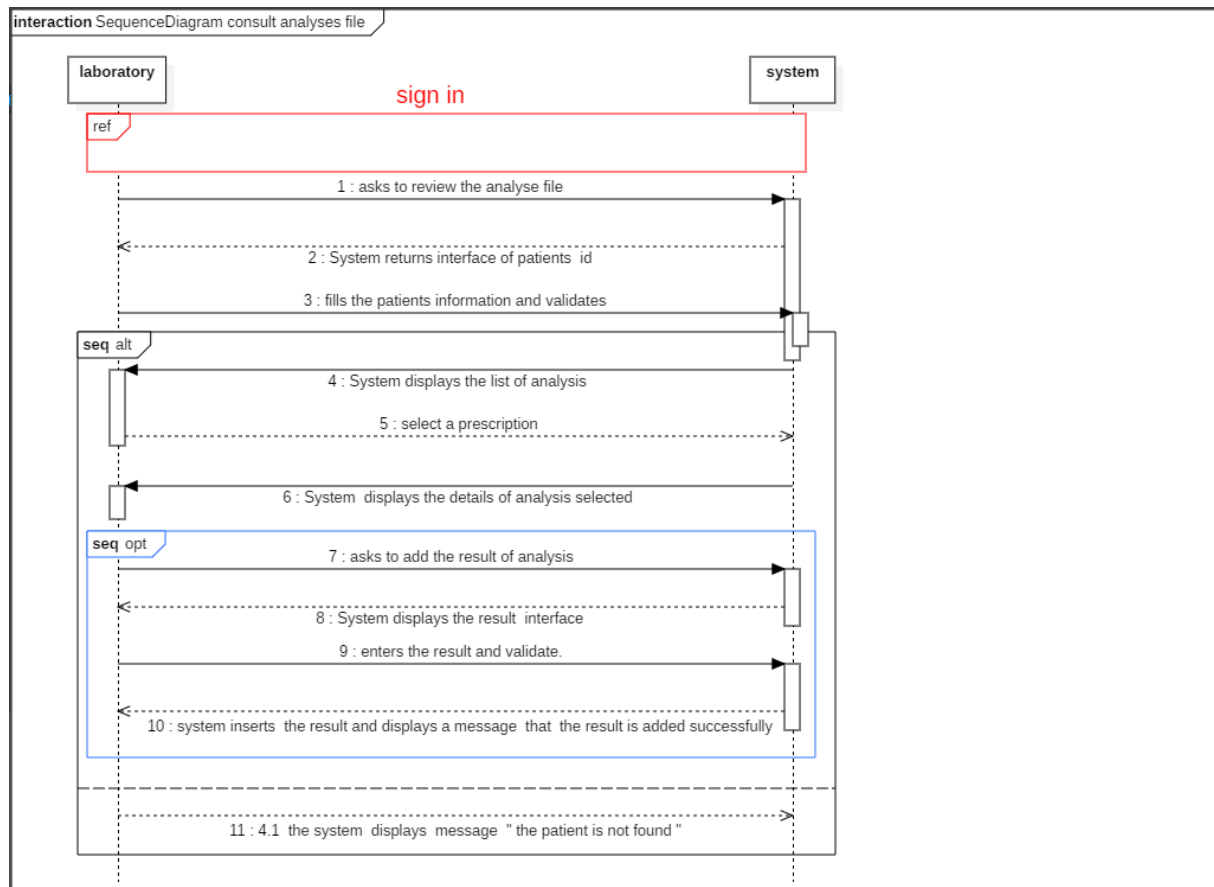 interaction SequenceDiagram consult analyses file
laboratory
system
sign in
ref
1 : asks to review the analyse file
2 : System returns interface of patients  id
3 : fills the patients information and validates
seq alt
4 : System displays the list of analysis
5 : select a prescription
6 : System  displays the details of analysis selected
seq opt
7 : asks to add the result of analysis
8 : System displays the result  interface
9 : enters the result and validate.
10 : system inserts  the result and displays a message  that  the result is added successfully
11 : 4.1  the system  displays  message  " the patient is not found "